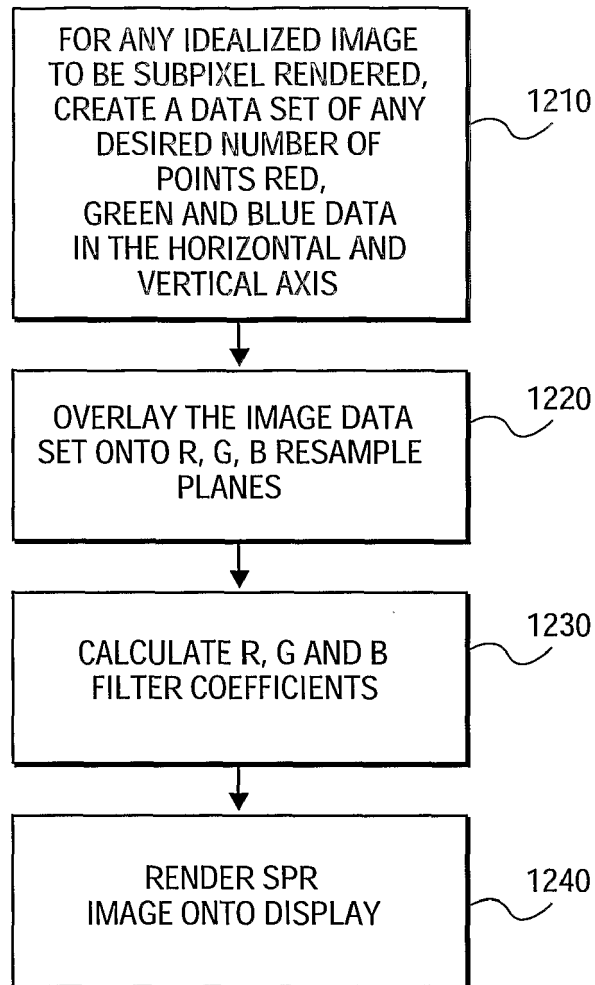 FOR ANY IDEALIZED IMAGE
TO BE SUBPIXEL RENDERED,
CREATE A DATA SET OF ANY
DESIRED NUMBER OF
POINTS RED,
GREEN AND BLUE DATA
IN THE HORIZONTAL AND
VERTICAL AXIS
1210
OVERLAY THE IMAGE DATA
SET ONTO R, G, B RESAMPLE
PLANES
1220
CALCULATE R, G AND B
FILTER COEFFICIENTS
1230
RENDER SPR
IMAGE ONTO DISPLAY
1240